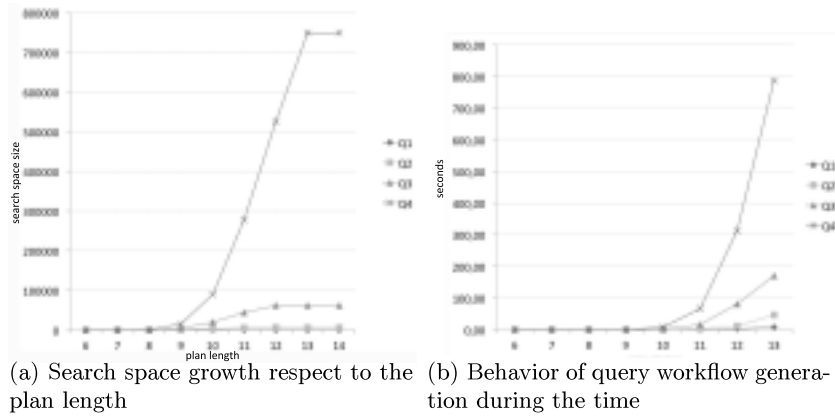 800000
700000
600000
500000
400000
300000
200000
100000
0
6 7 8 9 10 11 12 13 14
search space size
plan length
Q1
Q2
Q3
Q4
(a) Search space growth respect to the
plan length
900,00
800,00
700,00
600,00
500,00
400,00
300,00
200,00
100,00
0,00
6 7 8 9 10 11 12 13
seconds
Q1
Q2
Q3
Q4
(b) Behavior of query workflow genera-
tion during the time